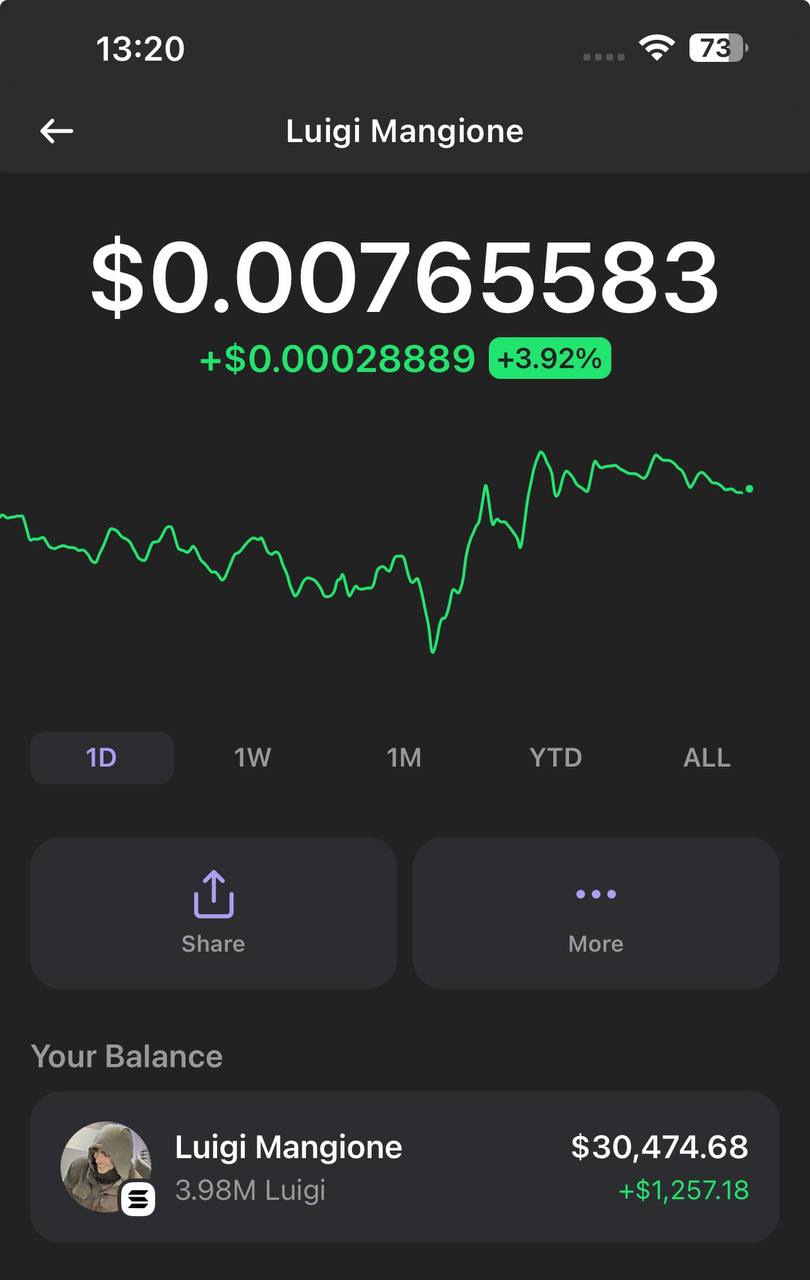 13:20
73
Luigi Mangione
$0.00765583
+$0.00028889 +3.92%
1D 1W 1M YTD ALL
Share More
Your Balance
Luigi Mangione $30,474.68
3.98M Luigi +$1,257.18